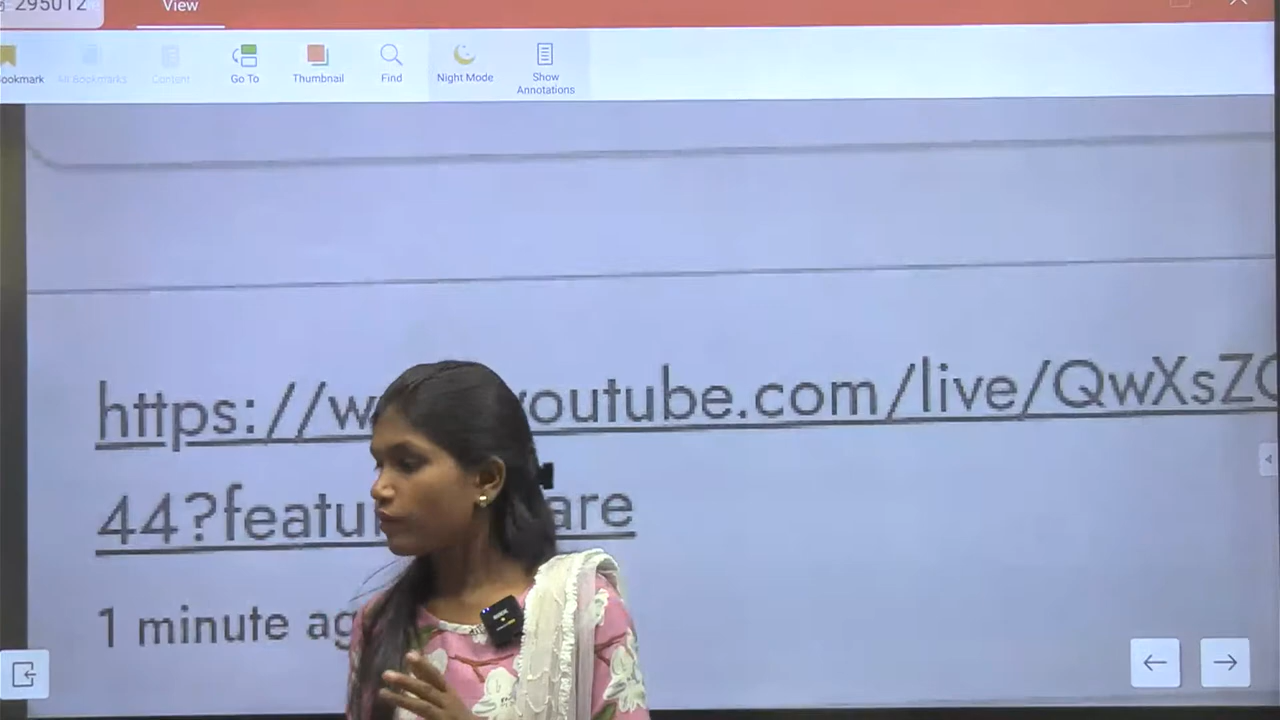 295012
View
Bookmark All Bookmarks Content Go To Thumbnail Find Night Mode Show Annotations
https://w youtube.com/live/QwXsZ
44?featu are
1 minute ag